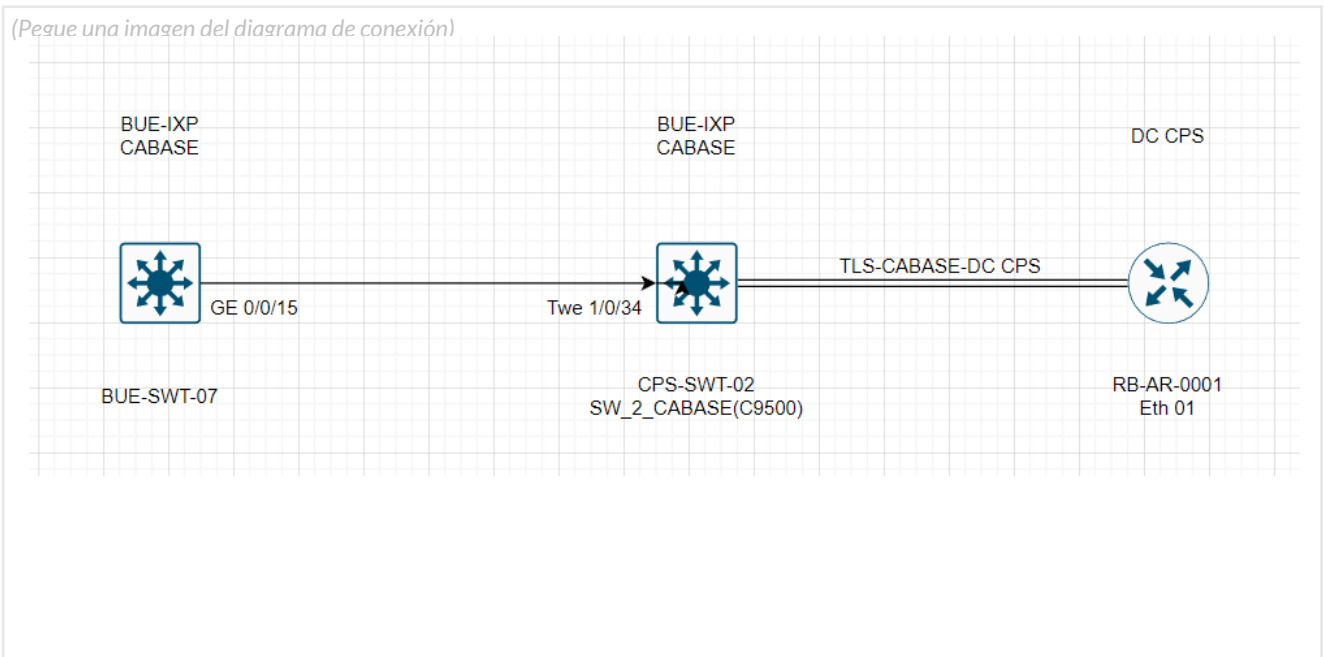 (Pegue una imagen del diagrama de conexión)
BUE-IXP
CABASE
BUE-IXP
CABASE
DC CPS
TLS-CABASE-DC CPS
GE 0/0/15
Twe 1/0/34
BUE-SWT-07
CPS-SWT-02
SW_2_CABASE(C9500)
RB-AR-0001
Eth 01